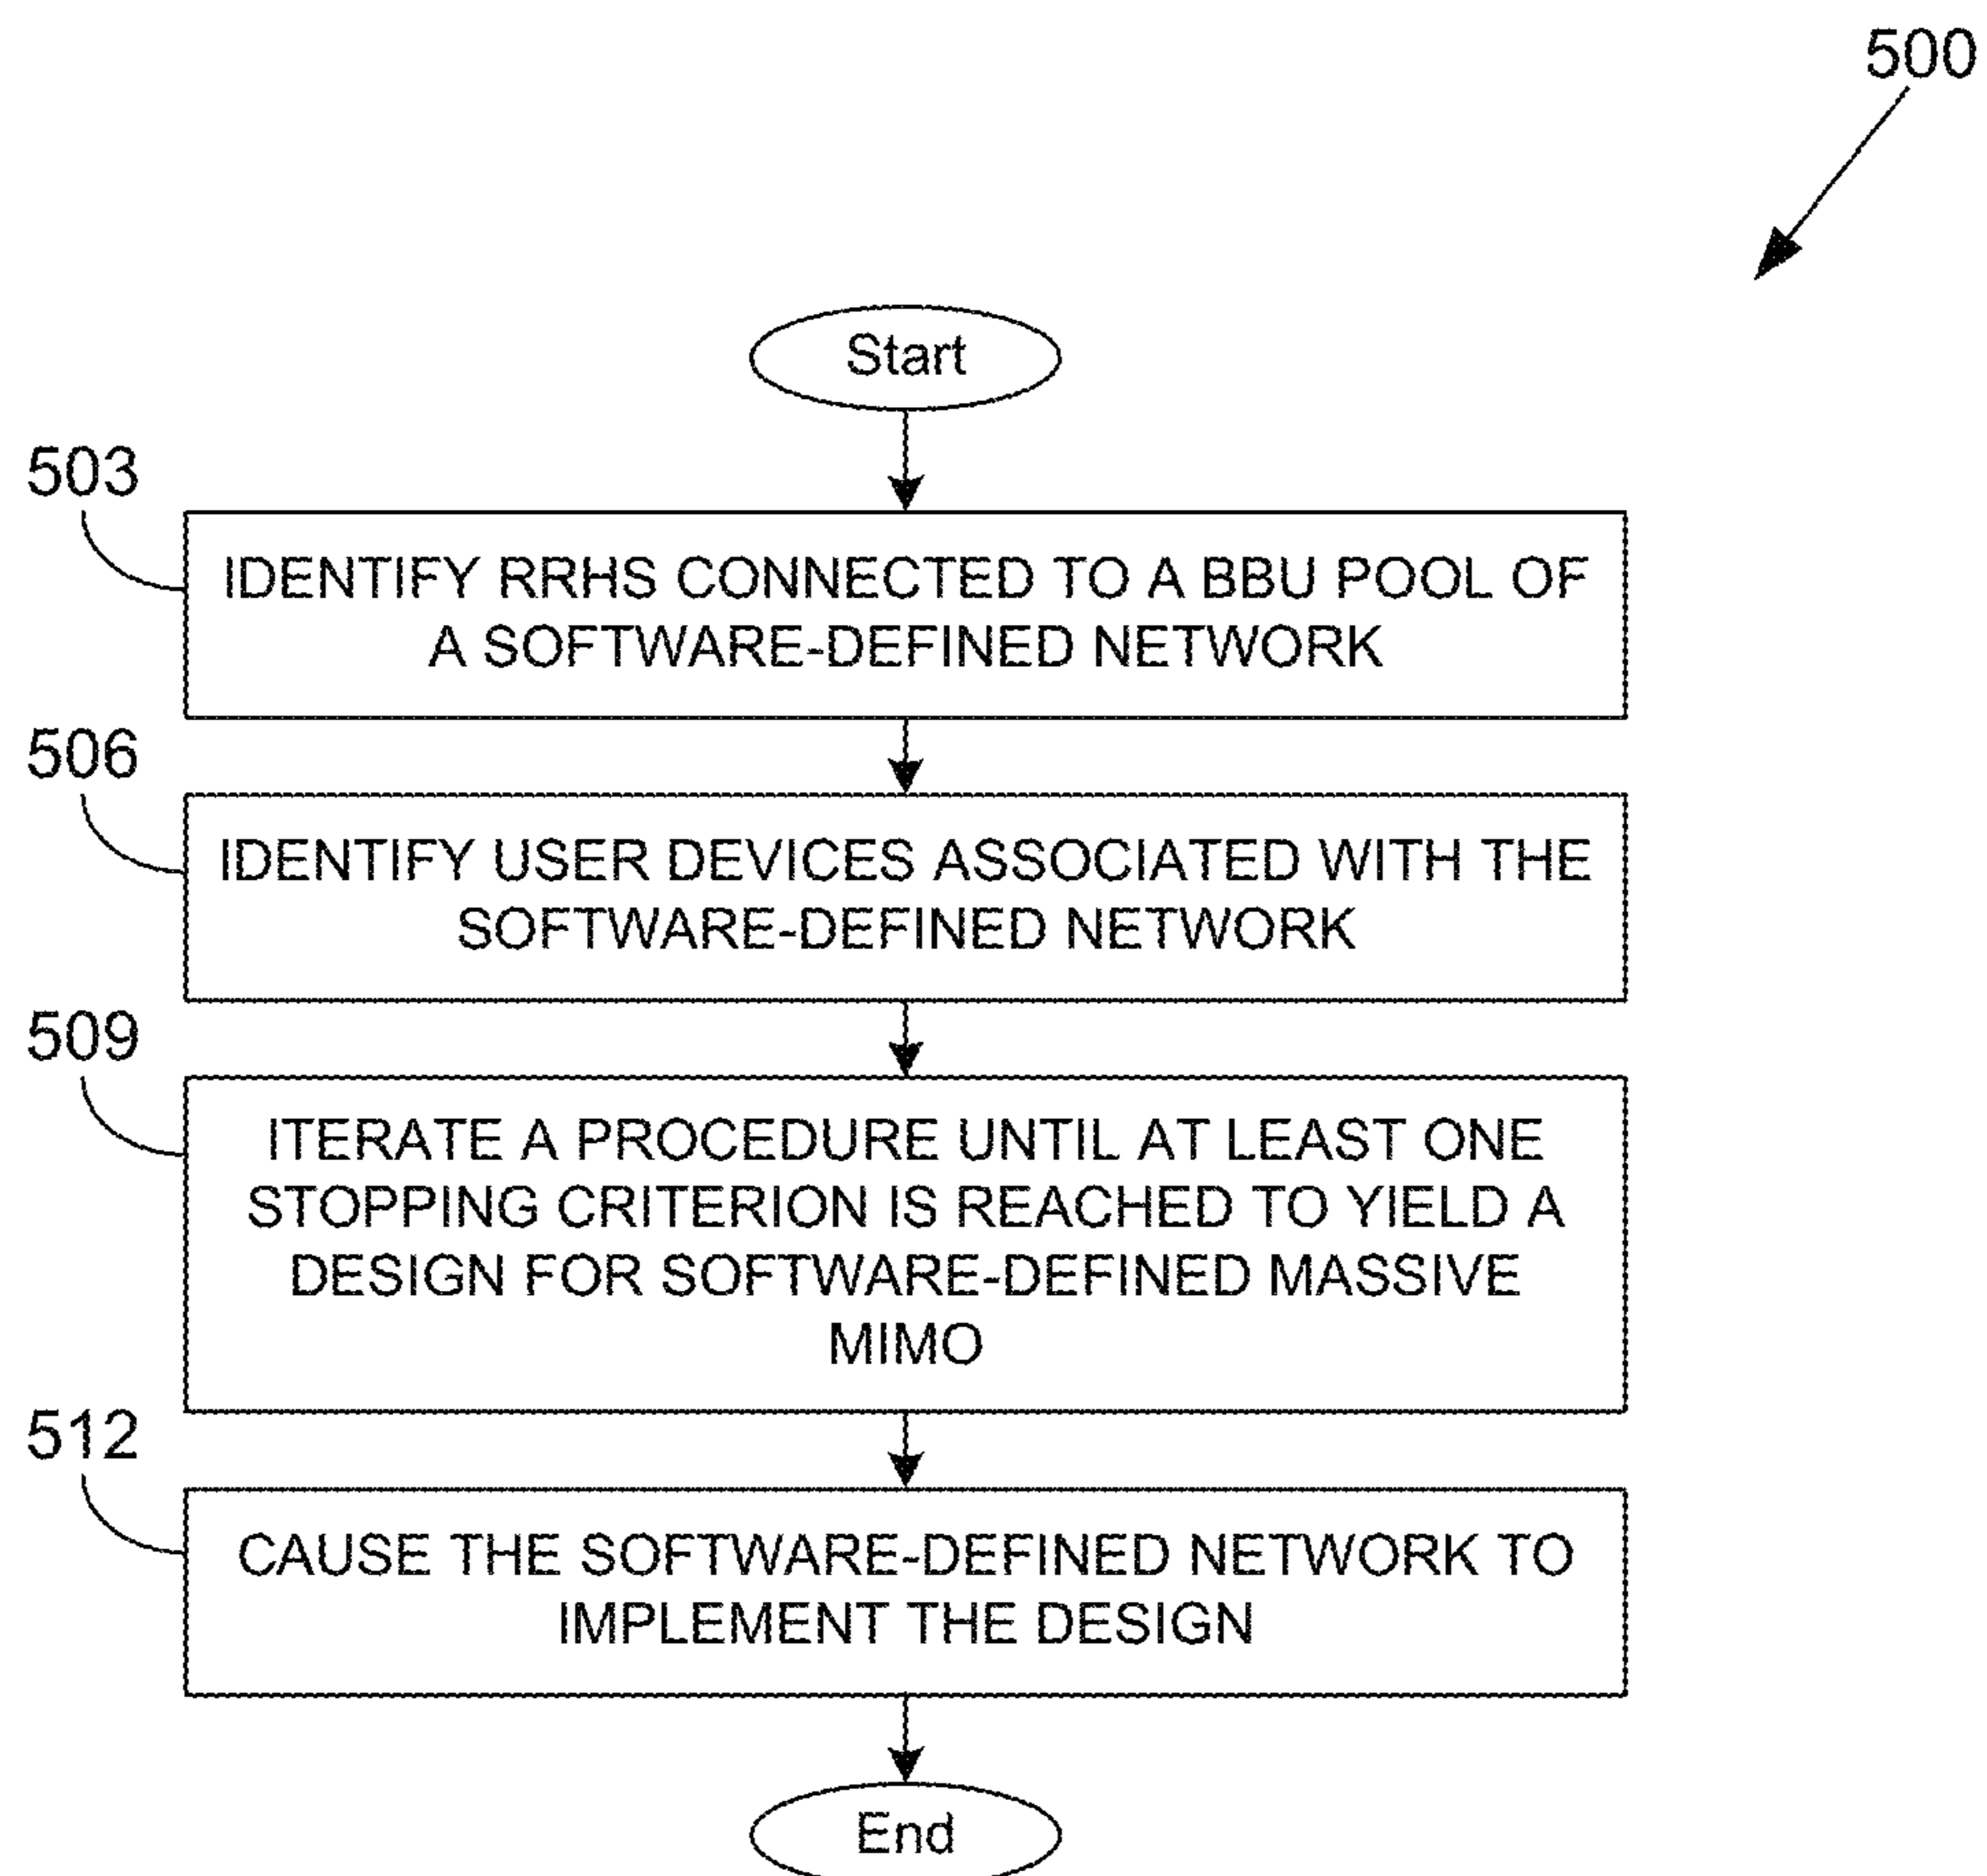 500
Start
503
IDENTIFY RRHS CONNECTED TO A BBU POOL OF
A SOFTWARE-DEFINED NETWORK
506
IDENTIFY USER DEVICES ASSOCIATED WITH THE
SOFTWARE-DEFINED NETWORK
509
ITERATE A PROCEDURE UNTIL AT LEAST ONE
STOPPING CRITERION IS REACHED TO YIELD A
DESIGN FOR SOFTWARE-DEFINED MASSIVE
MIMO
512
CAUSE THE SOFTWARE-DEFINED NETWORK TO
IMPLEMENT THE DESIGN
End